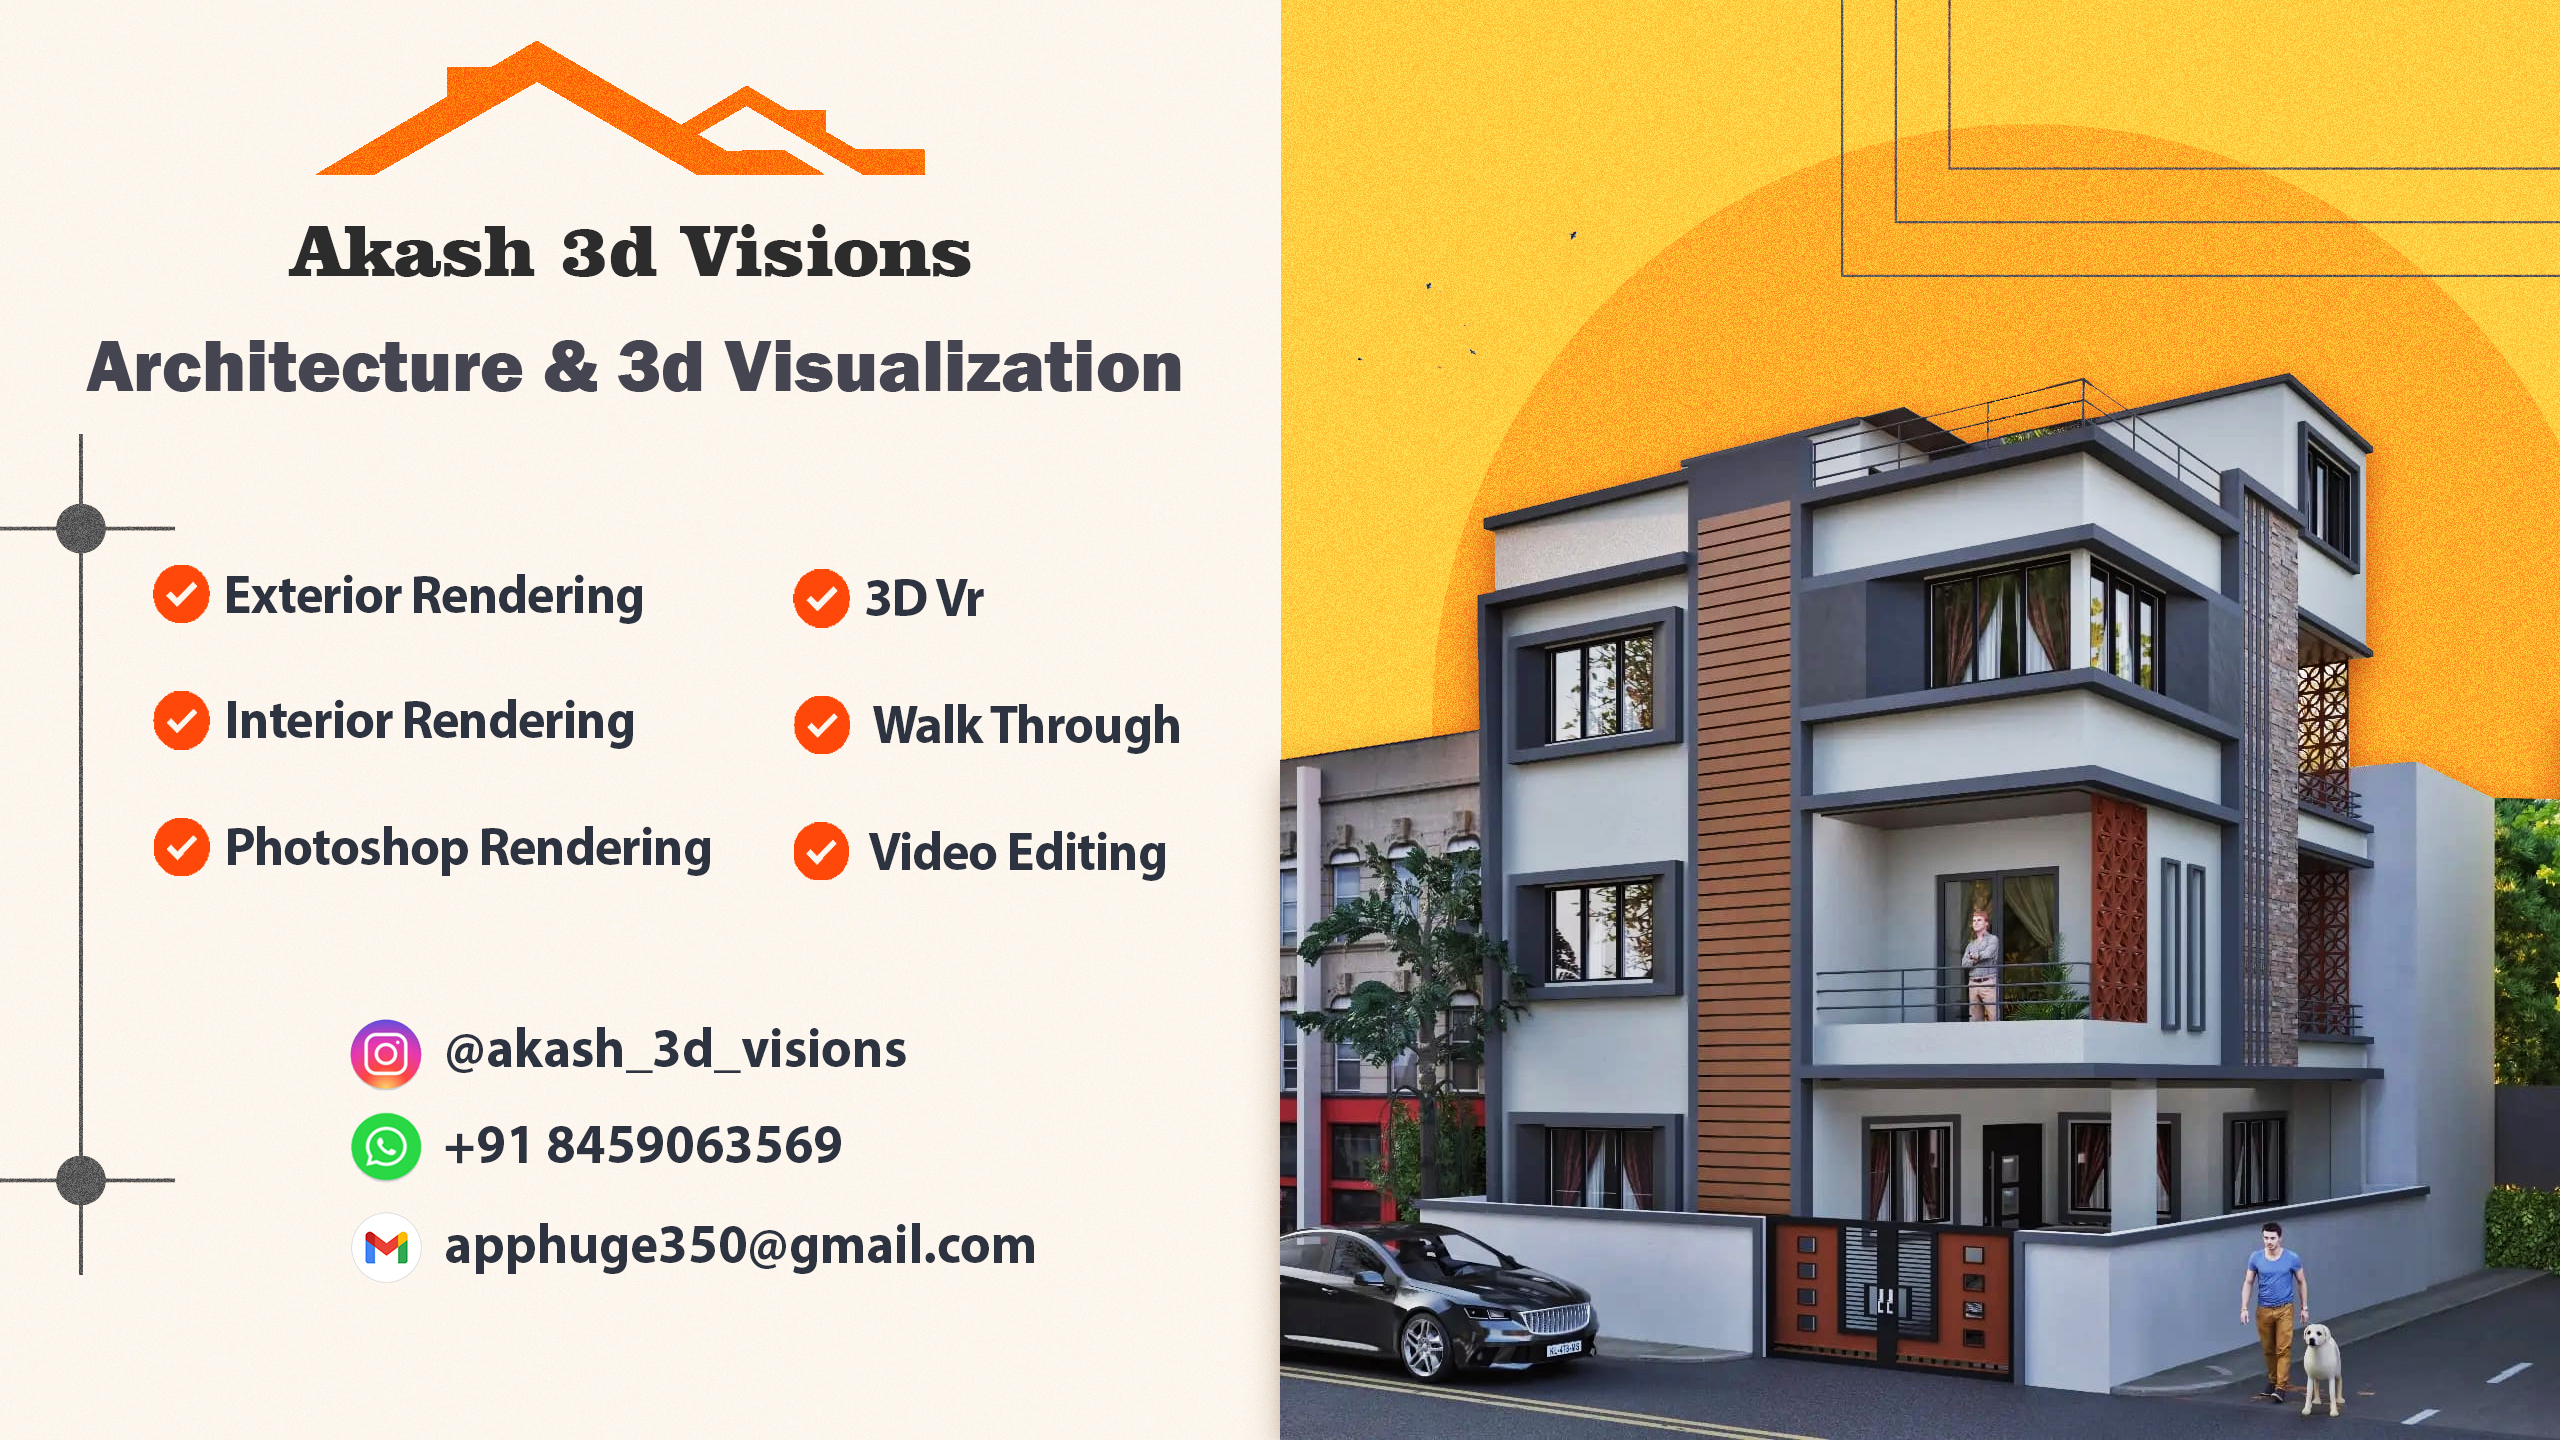 Akash 3d Visions
Architecture & 3d Visualization
Exterior Rendering
Interior Rendering
Photoshop Rendering
3D Vr
Walk Through
Video Editing
@akash_3d_visions
+91 8459063569
apphuge350@gmail.com